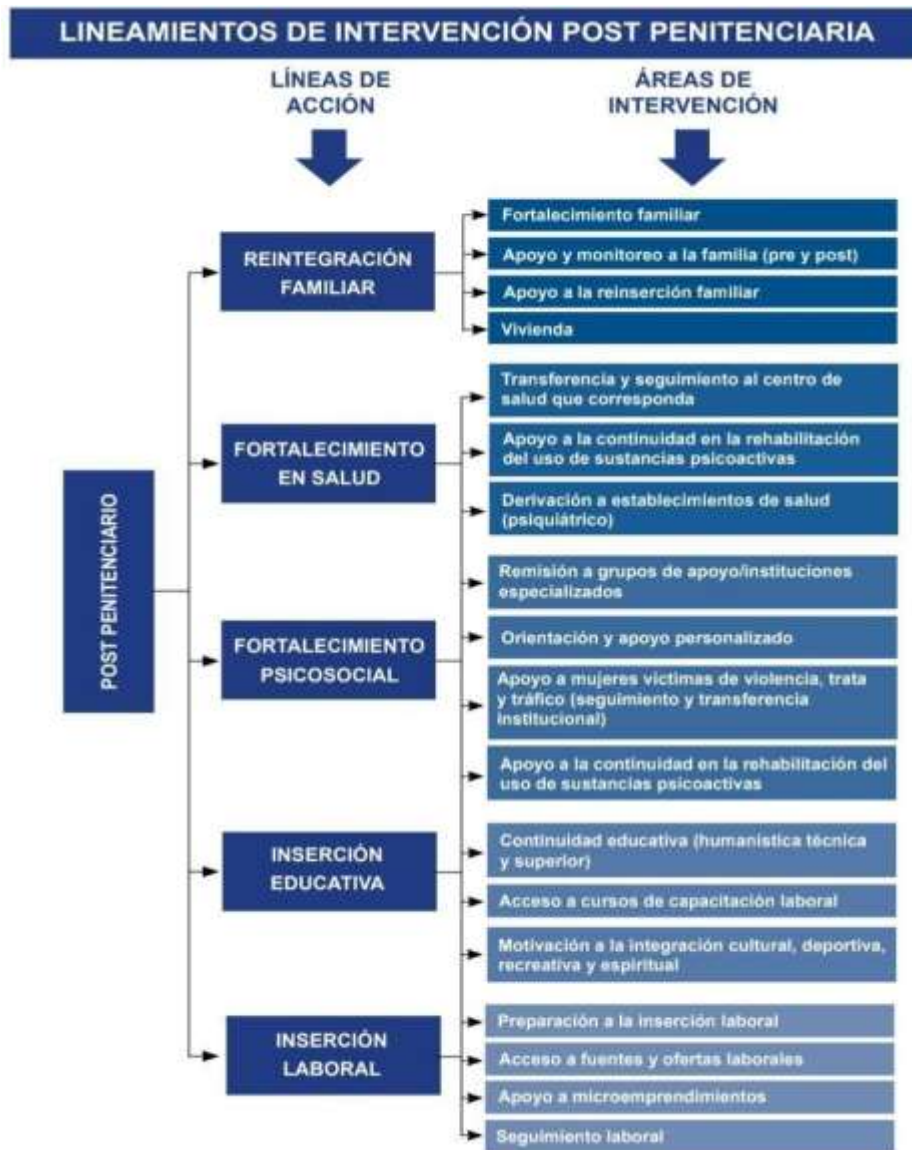 LINEAMIENTOS DE INTERVENCIÓN POST PENITENCIARIA
LÍNEAS DE
ACCIÓN
ÁREAS DE
INTERVENCIÓN
POST PENITENCIARIO
REINTEGRACIÓN
FAMILIAR
Fortalecimiento familiar
Apoyo y monitoreo a la familia (pre y post)
Apoyo a la reinserción familiar
Vivienda
FORTALECIMIENTO
EN SALUD
Transferencia y seguimiento al centro de
salud que corresponda
Apoyo a la continuidad en la rehabilitación
del uso de sustancias psicoactivas
Derivación a establecimientos de salud
(psiquiátrico)
FORTALECIMIENTO
PSICOSOCIAL
Remisión a grupos de apoyo/instituciones
especializados
Orientación y apoyo personalizado
Apoyo a mujeres víctimas de violencia, trata
y tráfico (seguimiento y transferencia
institucional)
Apoyo a la continuidad en la rehabilitación del
uso de sustancias psicoactivas
INSERCIÓN
EDUCATIVA
Continuidad educativa (humanística técnica
y superior)
Acceso a cursos de capacitación laboral
Motivación a la integración cultural, deportiva,
recreativa y espiritual
INSERCIÓN
LABORAL
Preparación a la inserción laboral
Acceso a fuentes y ofertas laborales
Apoyo a microemprendimientos
Seguimiento laboral